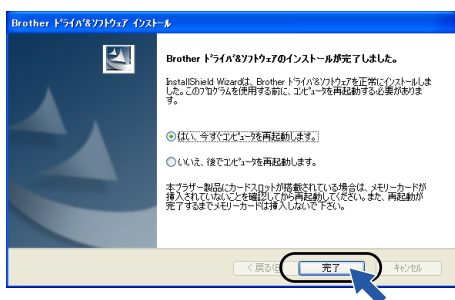 Brother ﾄﾞﾗｲﾊﾞ&ｿﾌﾄｳｪｱ ｲﾝｽﾄｰﾙ
Brother ﾄﾞﾗｲﾊﾞ&ｿﾌﾄｳｪｱのインストールが完了しました。
InstallShield Wizardは、Brother ﾄﾞﾗｲﾊﾞ&ｿﾌﾄｳｪｱを正常にｲﾝｽﾄｰﾙしま
した。このﾌﾟﾛｸﾞﾗﾑを使用する前に、ｺﾝﾋﾟｭｰﾀを再起動する必要がありま
す。
はい、今すぐｺﾝﾋﾟｭｰﾀを再起動します。
いいえ、後でｺﾝﾋﾟｭｰﾀを再起動します。
本ブラザー製品にカードスロットが搭載されている場合は、メモリーカードが
挿入されていないことを確認してから再起動してください。また、再起動が
完了するまでメモリーカードは挿入しないで下さい。
< 戻る(B)
完了
キャンセル